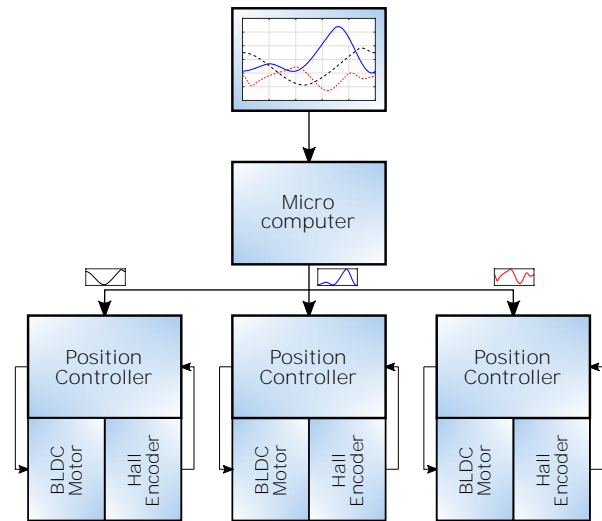 Micro
computer
Position
Controller
Position
Controller
Position
Controller
BLDC
Motor
Hall
Encoder
BLDC
Motor
Hall
Encoder
BLDC
Motor
Hall
Encoder